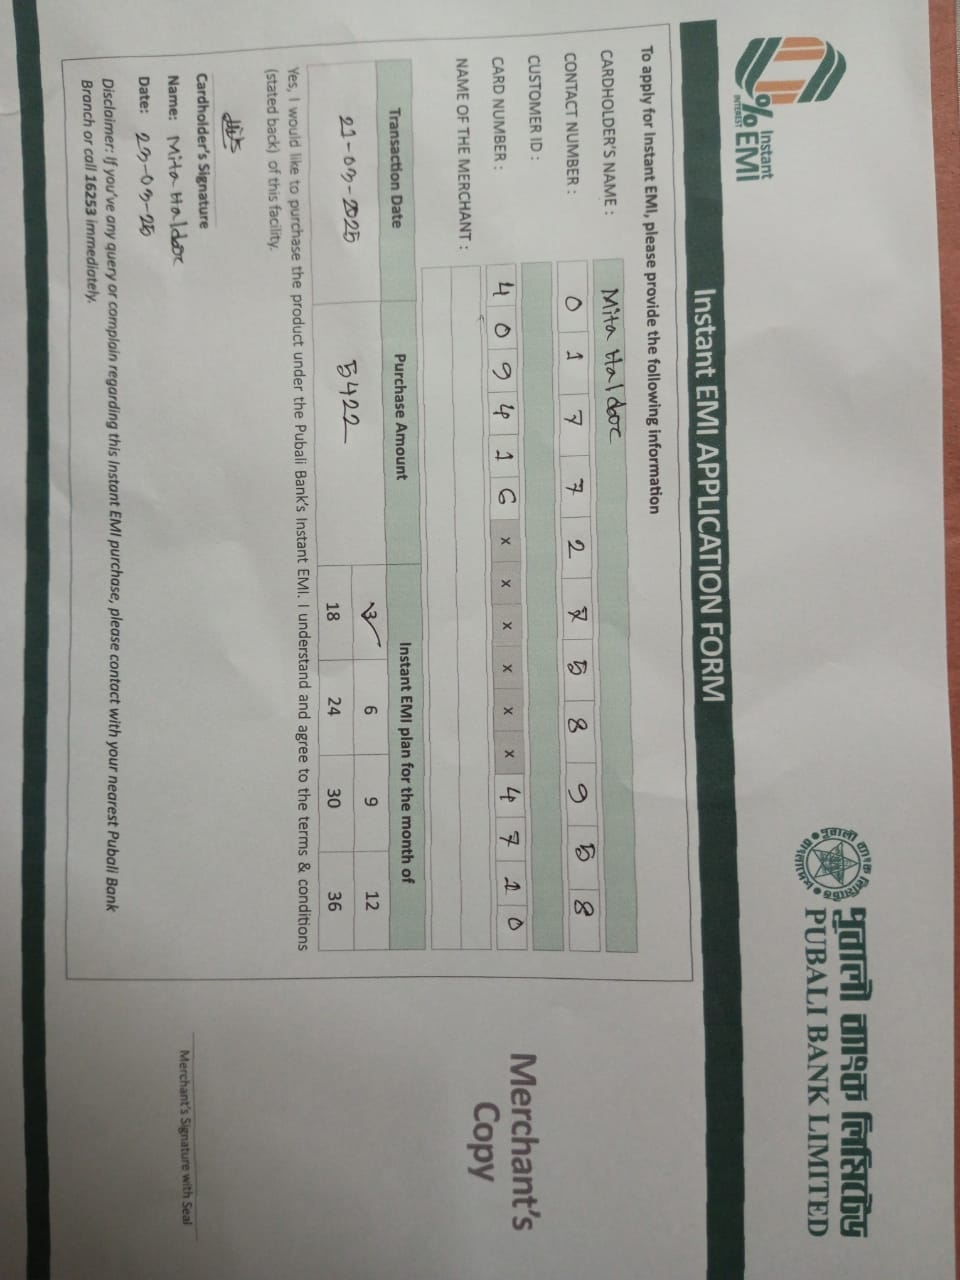 Instant
0% EMI
INTEREST
পূবালী ব্যাংক লিমিটেড
PUBALI BANK LIMITED
Instant EMI APPLICATION FORM
To apply for Instant EMI, please provide the following information
CARDHOLDER'S NAME : Mita Haldar
CONTACT NUMBER : 0 1 7 7 2 7 5 8 9 5 8
CUSTOMER ID :
CARD NUMBER : 4 0 9 4 1 6 x x x x x x 4 7 1 0
NAME OF THE MERCHANT :
Merchant's
Copy
Transaction Date Purchase Amount Instant EMI plan for the month of
21-03-2025 5422 3 6 9 12
18 24 30 36
Yes, I would like to purchase the product under the Pubali Bank's Instant EMI. I understand and agree to the terms & conditions
(stated back) of this facility.
Cardholder's Signature
Name: Mita Haldar
Date: 23-03-25
Merchant's Signature with Seal
Disclaimer: If you've any query or complain regarding this Instant EMI purchase, please contact with your nearest Pubali Bank
Branch or call 16253 immediately.